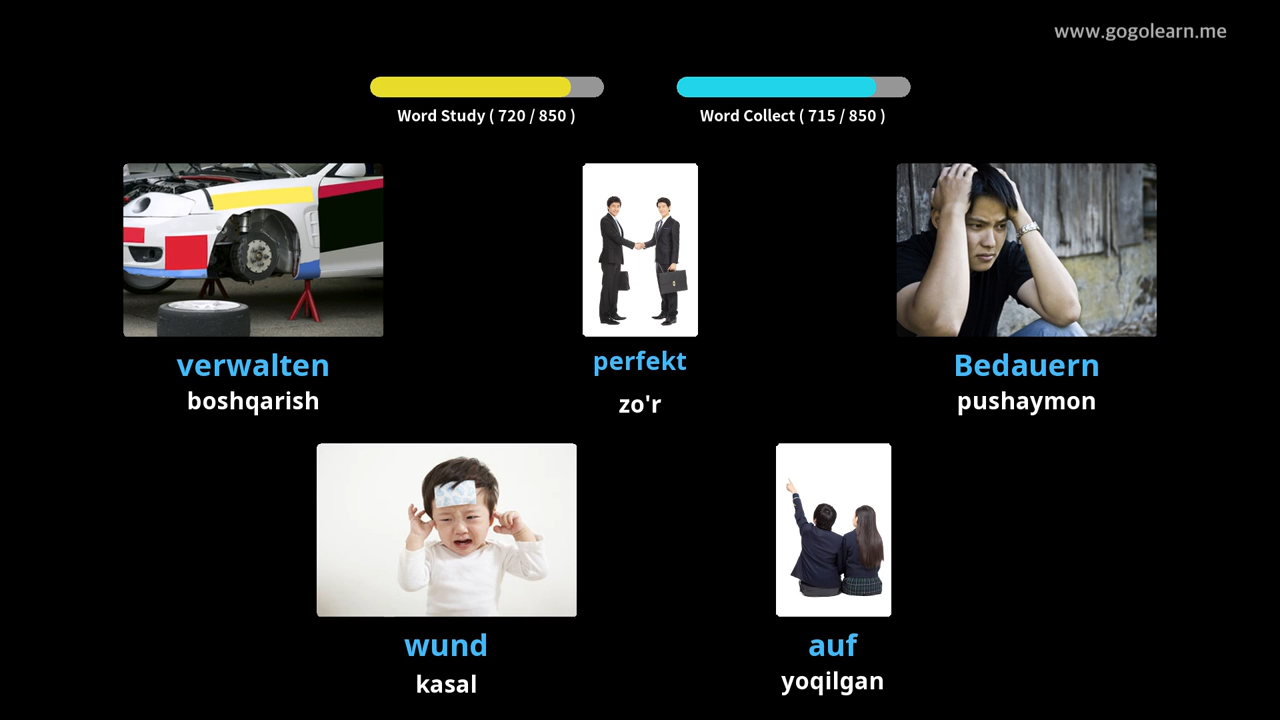 www.gogolearn.me
Word Study ( 720 / 850 )
Word Collect ( 715 / 850 )
verwalten
boshqarish
perfekt
zo'r
Bedauern
pushaymon
wund
kasal
auf
yoqilgan